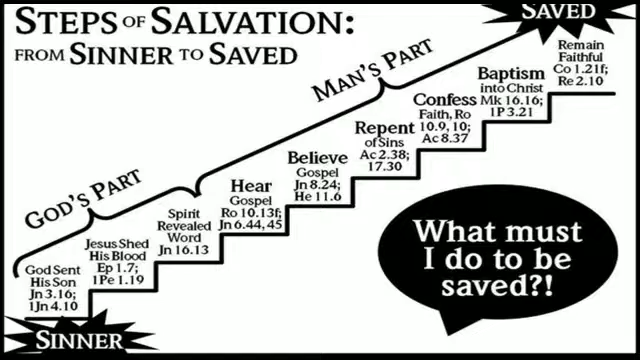 STEPS OF SALVATION:
FROM SINNER TO SAVED
SAVED
MAN'S PART
GOD'S PART
God Sent
His Son
Jn 3.16;
1Jn 4.10
Jesus Shed
His Blood
Ep 1.7;
1Pe 1.19
Spirit
Revealed
Word
Jn 16.13
Hear
Gospel
Ro 10.13f;
Jn 6.44, 45
Believe
Gospel
Jn 8.24;
He 11.6
Repent
of Sins
Ac 2.38;
17.30
Confess
Faith, Ro
10.9, 10;
Ac 8.37
Baptism
into Christ
Mk 16.16;
1P 3.21
Remain
Faithful
Co 1.21f;
Re 2.10
What must
I do to be
saved?!
SINNER